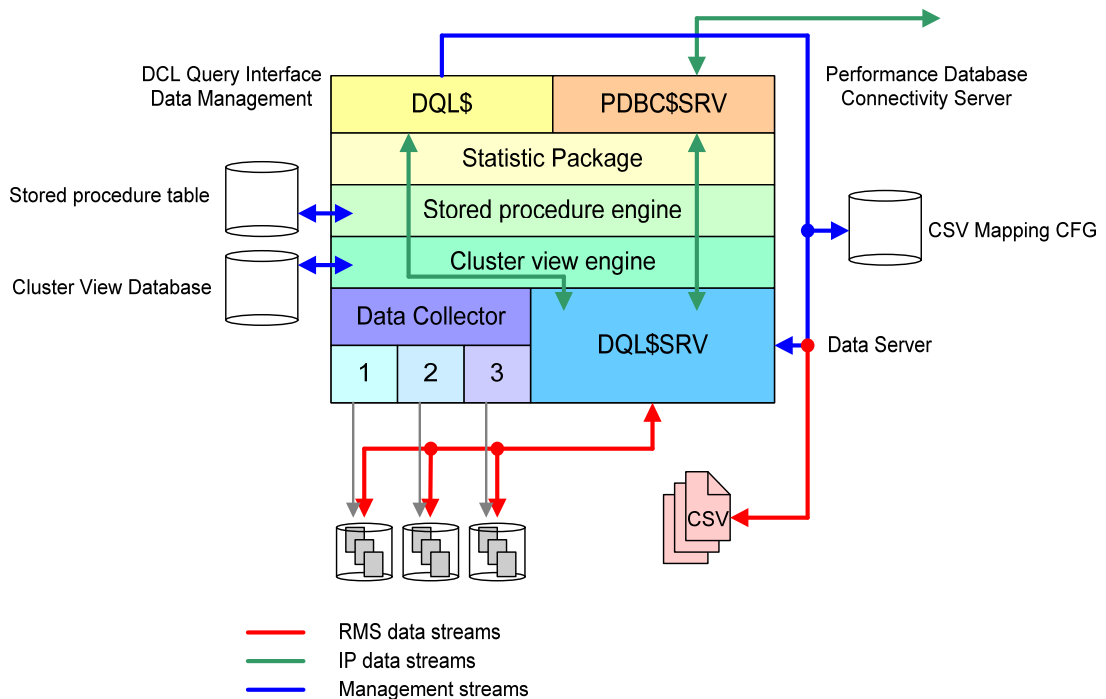 DCL Query Interface
Data Management
DQL$
PDBC$SRV
Performance Database
Connectivity Server
Statistic Package
Stored procedure table
Stored procedure engine
CSV Mapping CFG
Cluster view engine
Cluster View Database
Data Collector
DQL$SRV
Data Server
1
2
3
CSV
RMS data streams
IP data streams
Management streams